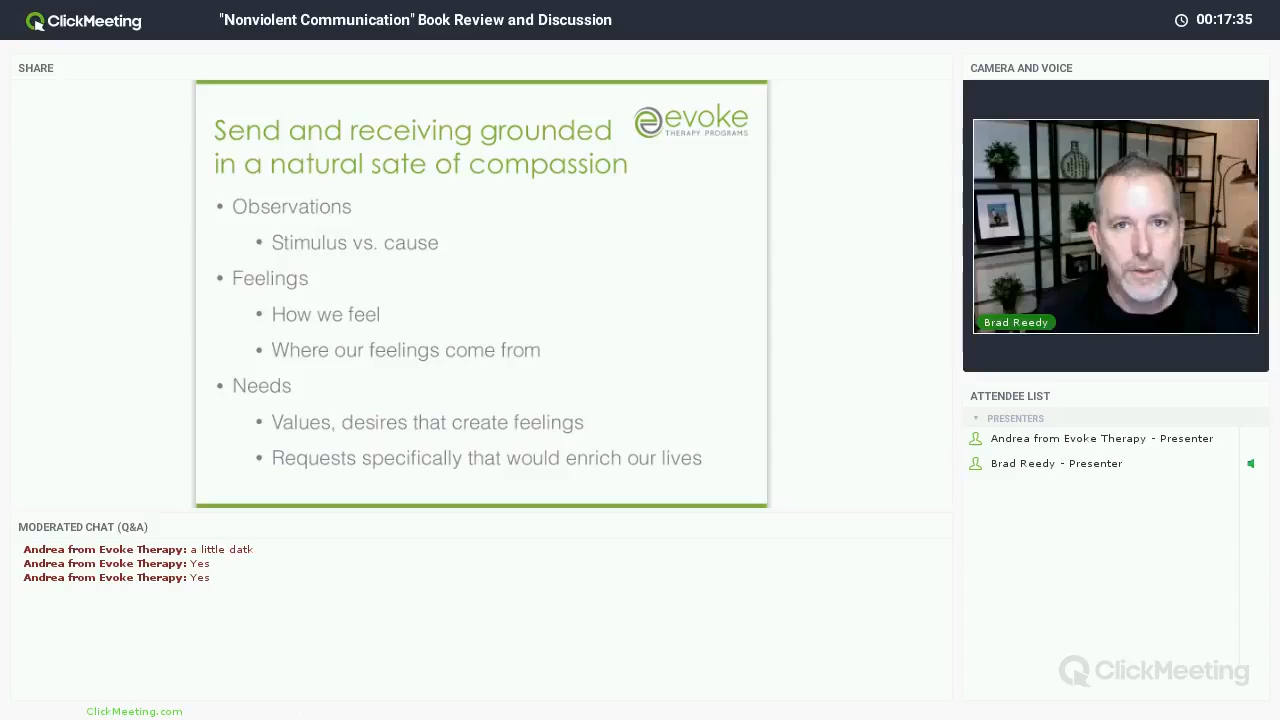 ClickMeeting
"Nonviolent Communication" Book Review and Discussion
00:17:35
SHARE
evoke
THERAPY PROGRAMS
Send and receiving grounded
in a natural sate of compassion
• Observations
• Stimulus vs. cause
• Feelings
• How we feel
• Where our feelings come from
• Needs
• Values, desires that create feelings
• Requests specifically that would enrich our lives
CAMERA AND VOICE
Brad Reedy
ATTENDEE LIST
PRESENTERS
Andrea from Evoke Therapy - Presenter
Brad Reedy - Presenter
MODERATED CHAT (Q&A)
Andrea from Evoke Therapy: a little datk
Andrea from Evoke Therapy: Yes
Andrea from Evoke Therapy: Yes
ClickMeeting
ClickMeeting.com